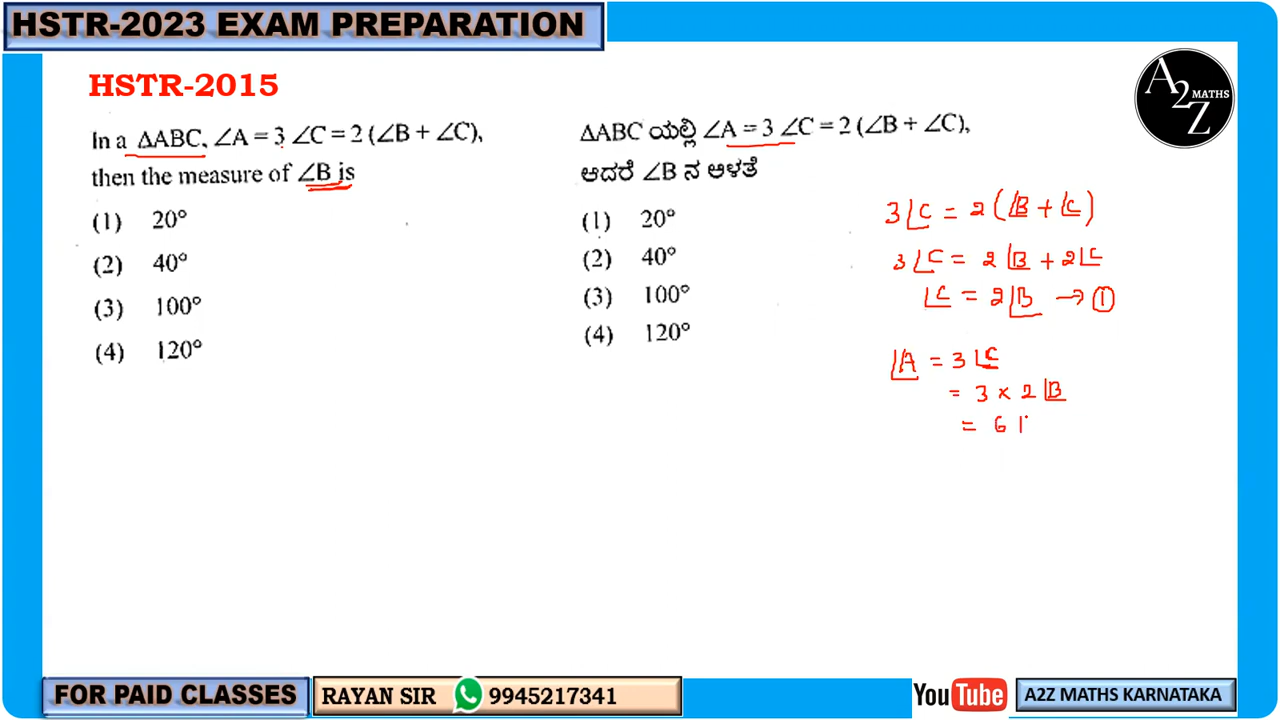 HSTR-2023 EXAM PREPARATION
HSTR-2015
A2Z MATHS
In a ΔABC, ∠A = 3 ∠C = 2 (∠B + ∠C),
then the measure of ∠B is
(1) 20°
(2) 40°
(3) 100°
(4) 120°
ΔABC ಯಲ್ಲಿ ∠A = 3 ∠C = 2 (∠B + ∠C),
ಆದರೆ ∠B ನ ಆಳತೆ
(1) 20°
(2) 40°
(3) 100°
(4) 120°
3∠C = 2(∠B + ∠C)
3∠C = 2∠B + 2∠C
∠C = 2∠B → ①
∠A = 3∠C
= 3 × 2∠B
= 6 |
FOR PAID CLASSES
RAYAN SIR 9945217341
YouTube
A2Z MATHS KARNATAKA